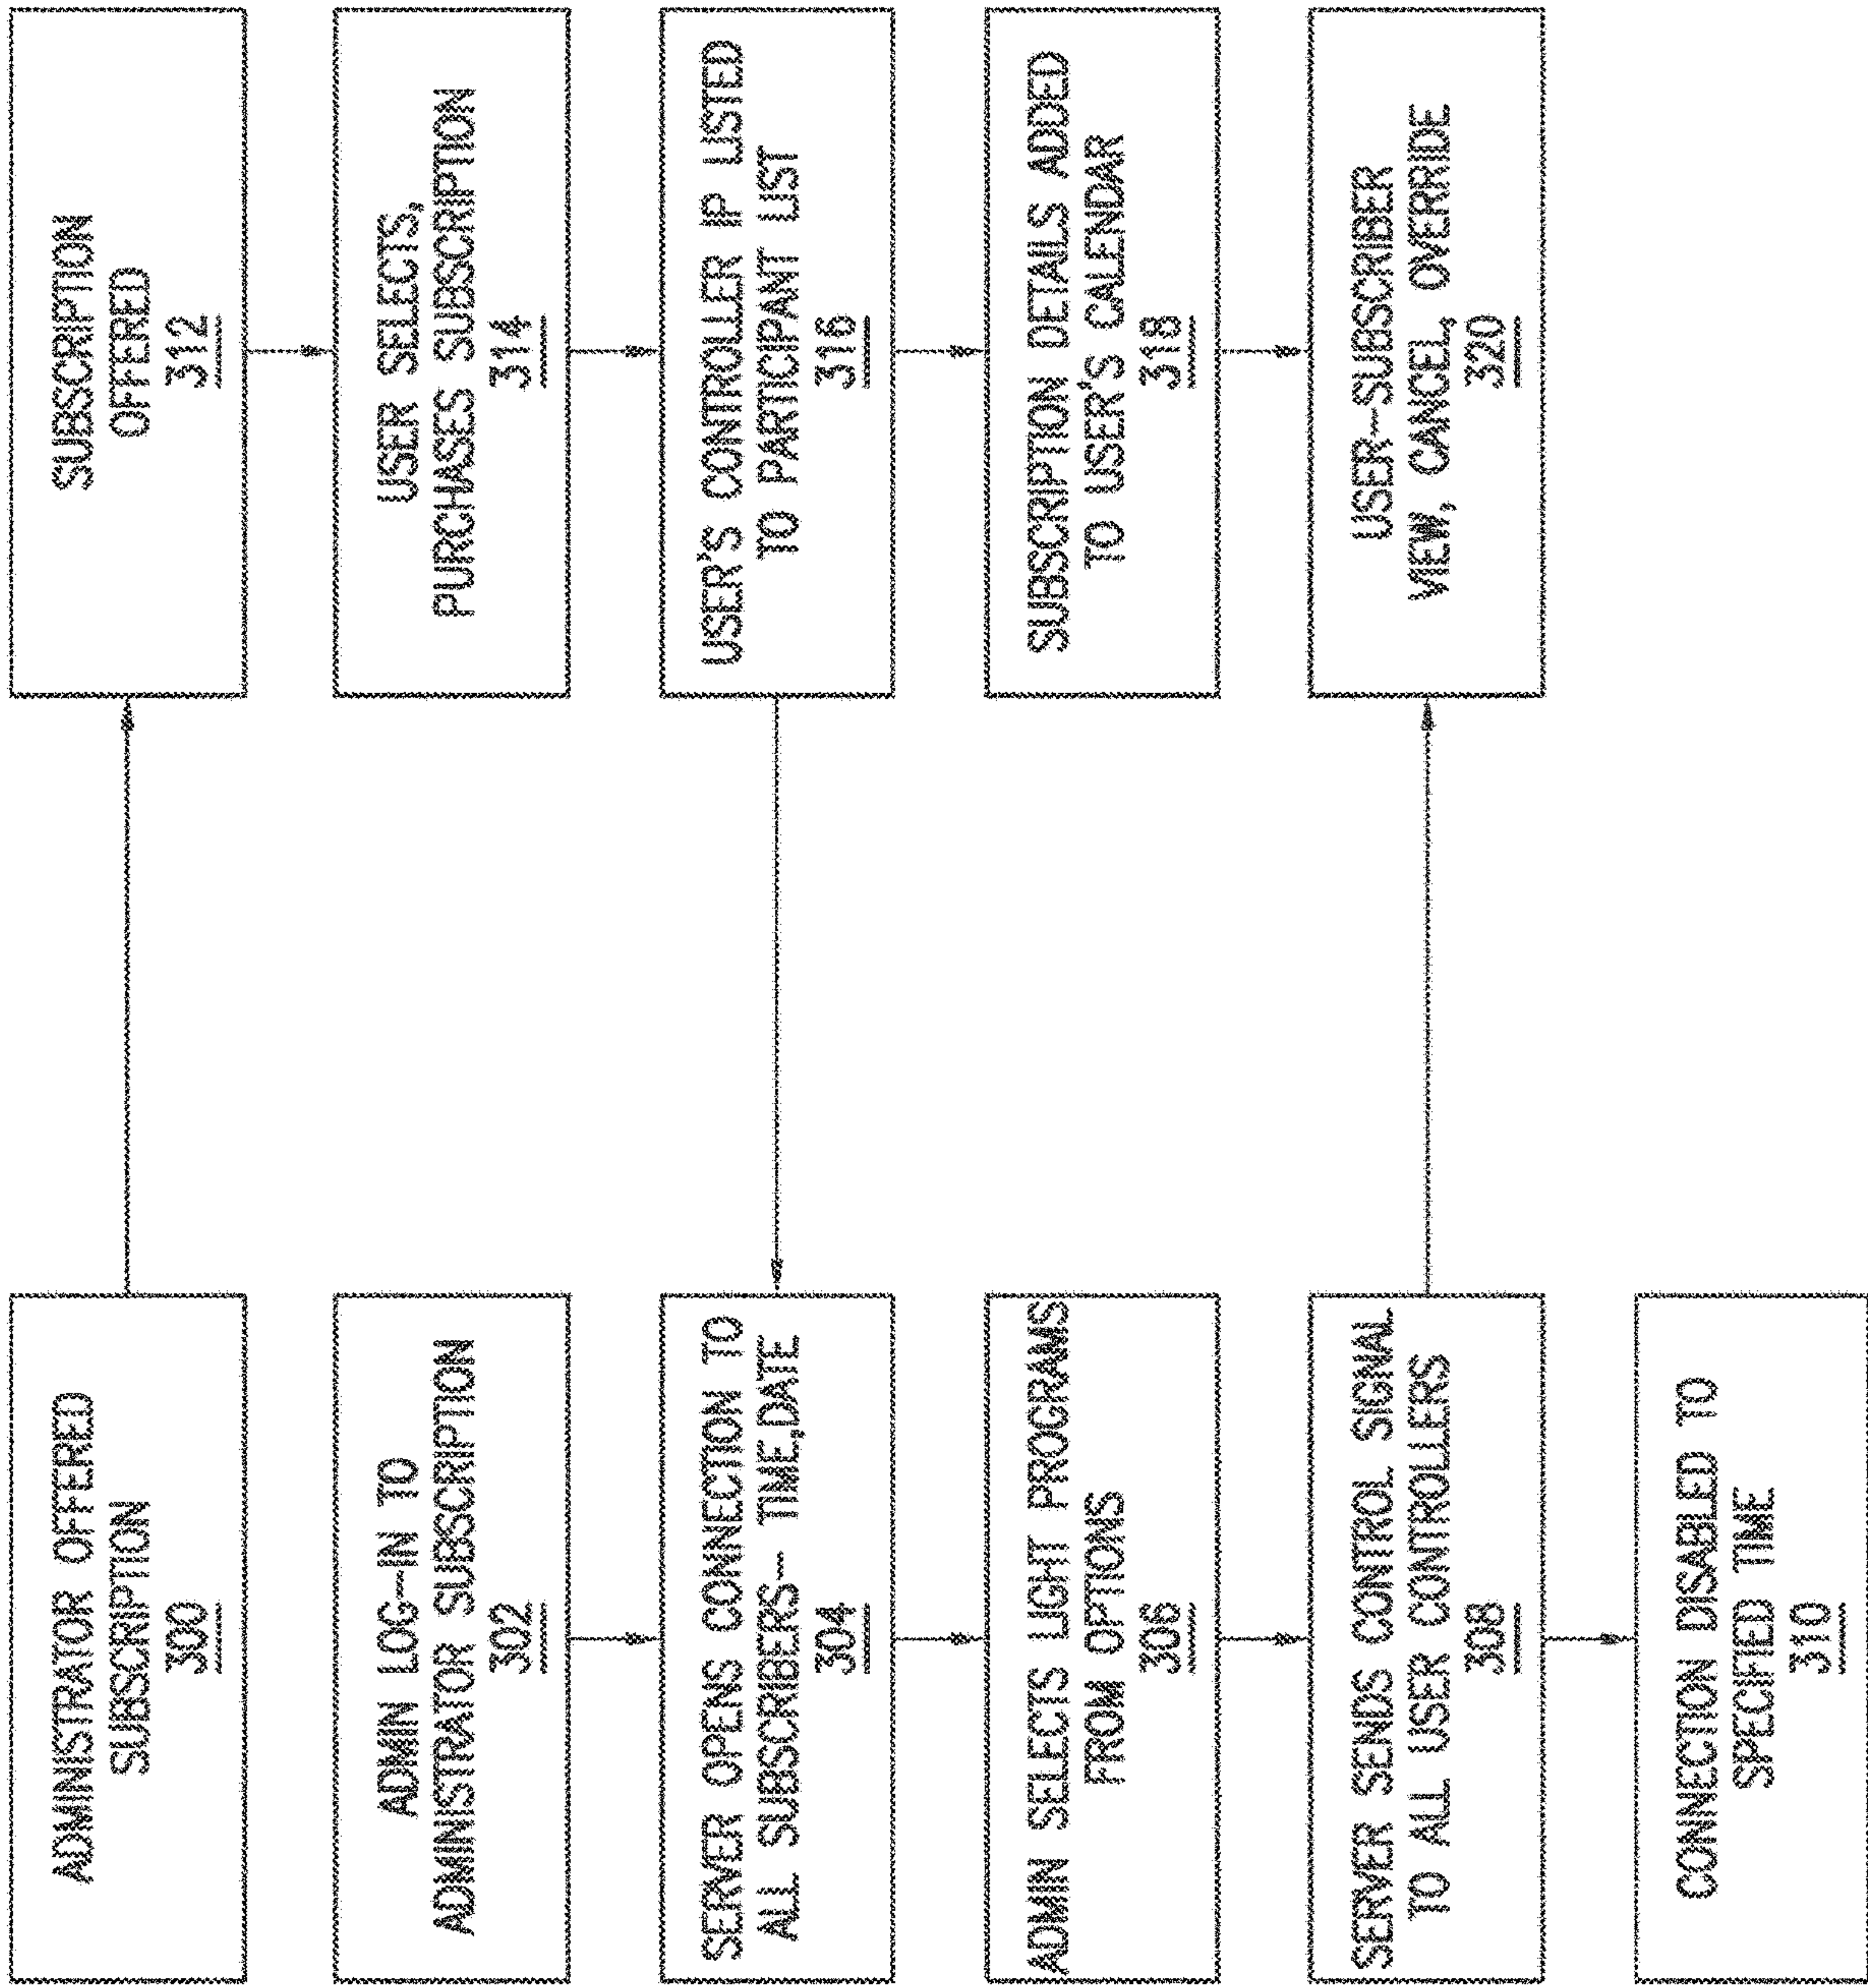 ADMINISTRATOR OFFERED
SUBSCRIPTION
300
ADMIN LOG-IN TO
ADMINISTRATOR SUBSCRIPTION
302
SERVER OPENS CONNECTION TO
ALL SUBSCRIBERS- TIME,DATE
304
ADMIN SELECTS LIGHT PROGRAMS
FROM OPTIONS
306
SERVER SENDS CONTROL SIGNAL
TO ALL USER CONTROLLERS
308
CONNECTION DISABLED TO
SPECIFIED TIME
310
SUBSCRIPTION
OFFERED
312
USER SELECTS,
PURCHASES SUBSCRIPTION
314
USER'S CONTROLLER IP LISTED
TO PARTICIPANT LIST
316
SUBSCRIPTION DETAILS ADDED
TO USER'S CALENDAR
318
USER-SUBSCRIBER
VIEW, CANCEL, OVERRIDE
320